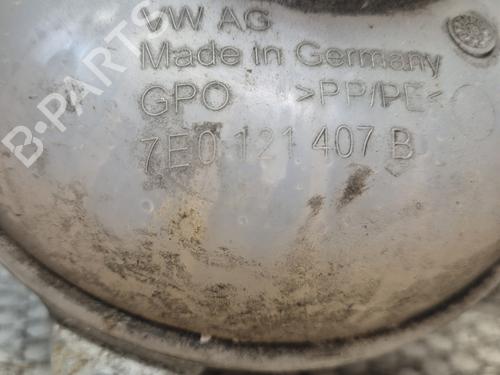 VW AG
Made in Germany
GPO >PP/PE<
7E0 121 407 B
B-PARTS